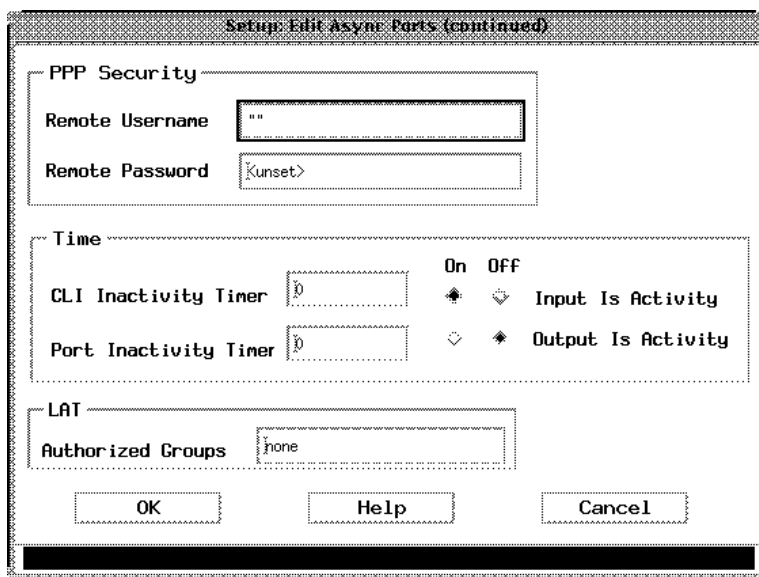 Setup: Edit Async Ports (continued)
PPP Security
Remote Username ""
Remote Password <unset>
Time
On Off
CLI Inactivity Timer 0 Input Is Activity
Port Inactivity Timer 0 Output Is Activity
LAT
Authorized Groups none
OK Help Cancel